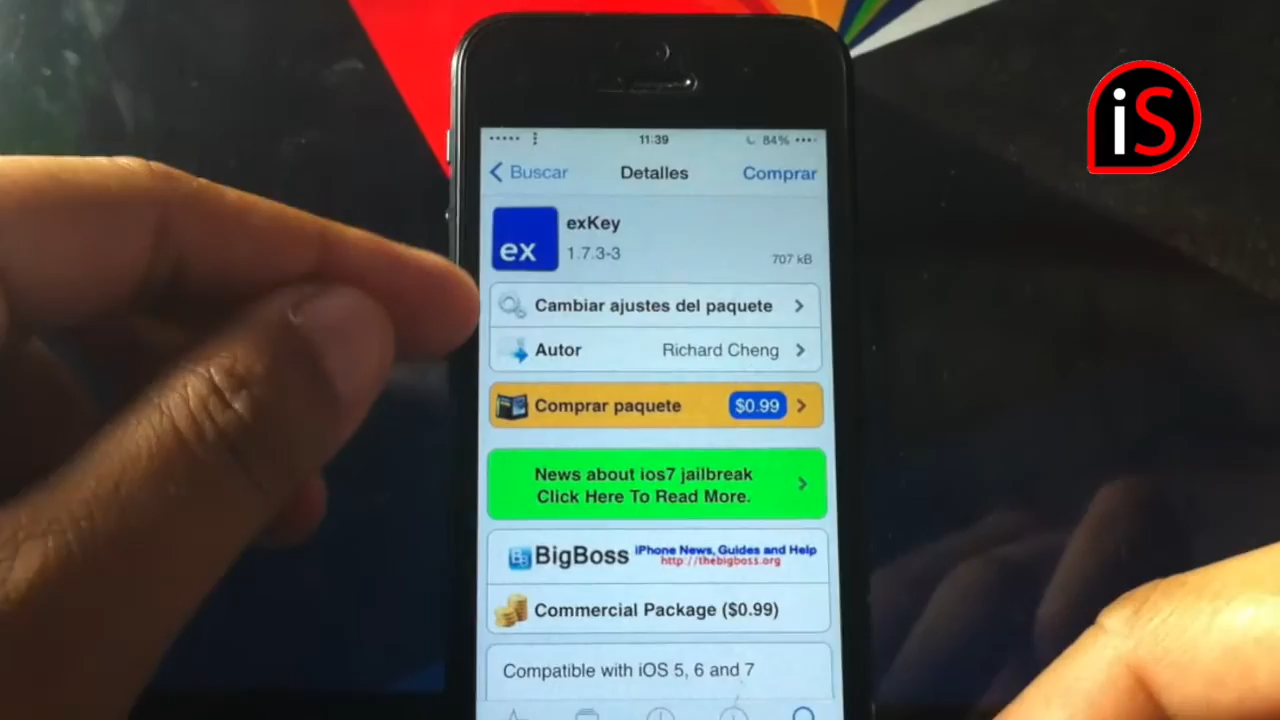 iS
11:39
84%
Buscar
Detalles
Comprar
ex
exKey
1.7.3-3
707 kB
Cambiar ajustes del paquete
Autor
Richard Cheng
Comprar paquete
$0.99
News about ios7 jailbreak
Click Here To Read More.
BigBoss
iPhone News, Guides and Help
http://thebigboss.org
Commercial Package ($0.99)
Compatible with iOS 5, 6 and 7